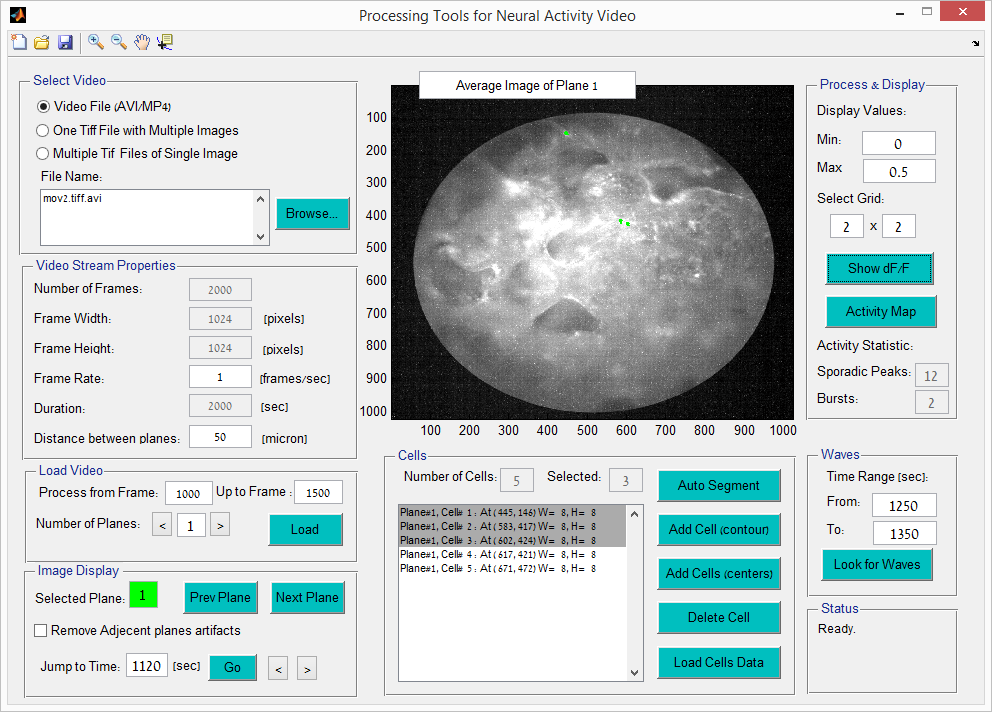 Processing Tools for Neural Activity Video
Select Video
Video File (AVI/MP4)
One Tiff File with Multiple Images
Multiple Tif Files of Single Image
File Name:
mov2.tiff.avi
Browse...
Video Stream Properties
Number of Frames: 2000
Frame Width: 1024 [pixels]
Frame Height: 1024 [pixels]
Frame Rate: 1 [frames/sec]
Duration: 2000 [sec]
Distance between planes: 50 [micron]
Load Video
Process from Frame: 1000 Up to Frame : 1500
Number of Planes: < 1 > Load
Image Display
Selected Plane: 1 Prev Plane Next Plane
Remove Adjecent planes artifacts
Jump to Time: 1120 [sec] Go < >
Average Image of Plane 1
100
200
300
400
500
600
700
800
900
1000
100 200 300 400 500 600 700 800 900 1000
Cells
Number of Cells: 5 Selected: 3
Plane#1, Cell# 1 : At (445, 146) W= 8, H= 8
Plane#1, Cell# 2 : At (583, 417) W= 8, H= 8
Plane#1, Cell# 3 : At (602, 424) W= 8, H= 8
Plane#1, Cell# 4 : At (617, 421) W= 8, H= 8
Plane#1, Cell# 5 : At (671, 472) W= 8, H= 8
Auto Segment
Add Cell (contour)
Add Cells (centers)
Delete Cell
Load Cells Data
Process & Display
Display Values:
Min: 0
Max 0.5
Select Grid:
2 x 2
Show dF/F
Activity Map
Activity Statistic:
Sporadic Peaks: 12
Bursts: 2
Waves
Time Range [sec]:
From: 1250
To: 1350
Look for Waves
Status
Ready.